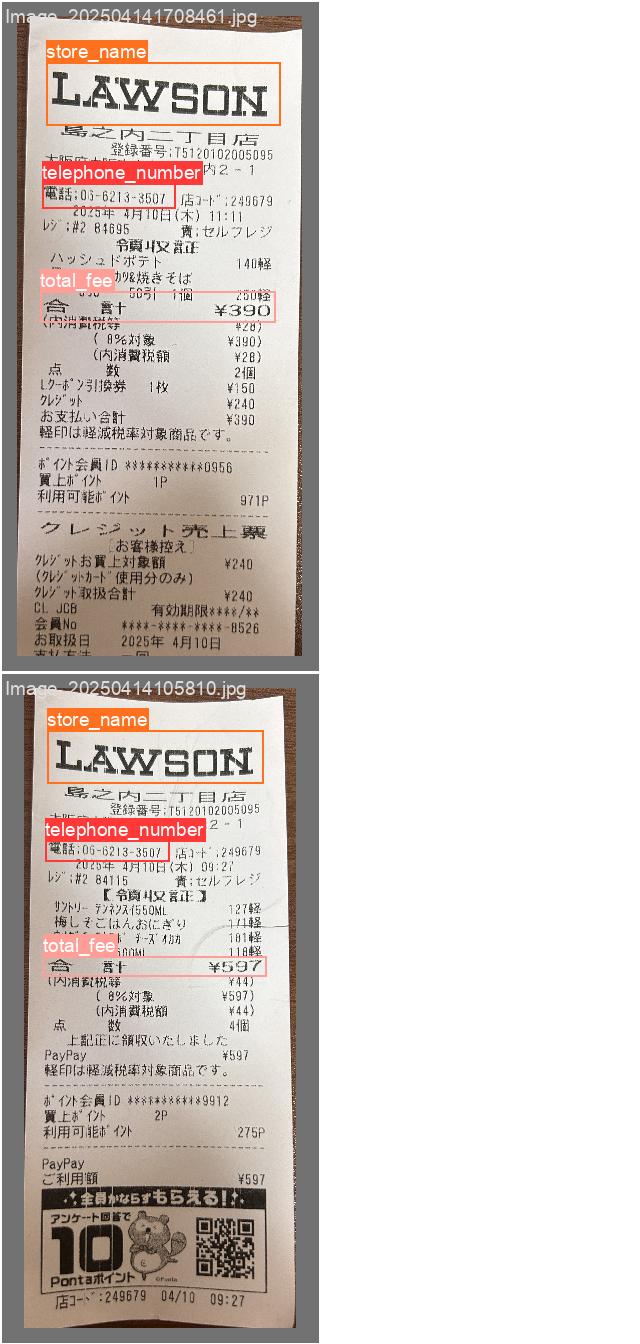 Image_202504141708461.jpg
store_name
LAWSON
島之内二丁目店
登録番号:T5120102005095
内2-1
telephone_number
電話:06-6213-3507 店コード:249679
2025年 4月10日(木) 11:11
レジ:#2 84695 責:セルフレジ
領収証
ハッシュドポテト 140軽
total_fee
カツ&焼きそば
50引 1個 250軽
合 計 ¥390
(内消費税等 ¥28)
( 8%対象 ¥390)
(内消費税額 ¥28)
点 数 2個
Lクーポン引換券 1枚 ¥150
クレジット ¥240
お支払い合計 ¥390
軽印は軽減税率対象商品です。
ポイント会員ID ***********0956
買上ポイント 1P
利用可能ポイント 971P
クレジット売上票
[お客様控え]
クレジットお買上対象額 ¥240
(クレジットカード使用分のみ)
クレジット取扱合計 ¥240
CL JCB 有効期限****/**
会員No ****-****-****-8526
お取扱日 2025年 4月10日
支払方法 一回
Image_20250414105810.jpg
store_name
LAWSON
島之内二丁目店
登録番号:T5120102005095
2-1
telephone_number
電話:06-6213-3507 店コード:249679
2025年 4月10日(木) 09:27
レジ:#2 84115 責:セルフレジ
【領収証】
サントリー テンネンスイ550ML 127軽
梅しそごはんおにぎり 171軽
チーズオカカ 181軽
total_fee
600ML 118軽
合 計 ¥597
(内消費税等 ¥44)
( 8%対象 ¥597)
(内消費税額 ¥44)
点 数 4個
上記正に領収いたしました
PayPay ¥597
軽印は軽減税率対象商品です。
ポイント会員ID ***********9912
買上ポイント 2P
利用可能ポイント 275P
PayPay
ご利用額 ¥597
全員かならずもらえる!
アンケート回答で
10
Pontaポイント
©Ponta
店コード:249679 04/10 09:27